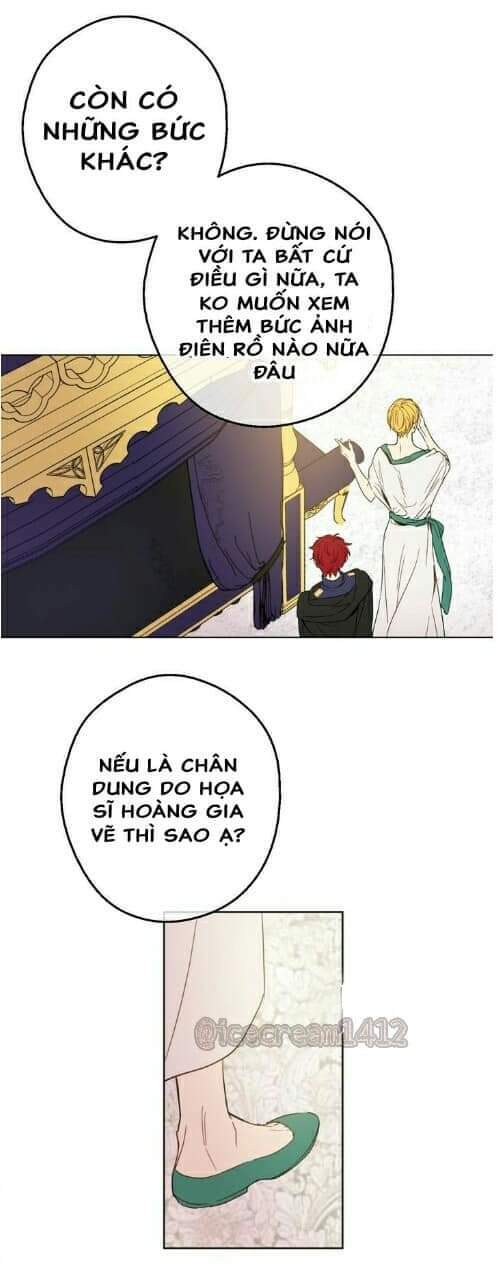 CÒN CÓ
NHỮNG BỨC
KHÁC?
KHÔNG. ĐỪNG NÓI
VỚI TA BẤT CỨ
ĐIỀU GÌ NỮA, TA
KO MUỐN XEM
THÊM BỨC ẢNH
ĐIÊN RỒ NÀO NỮA
ĐÂU
NẾU LÀ CHÂN
DUNG DO HỌA
SĨ HOÀNG GIA
VẼ THÌ SAO Ạ?
@icecream1412